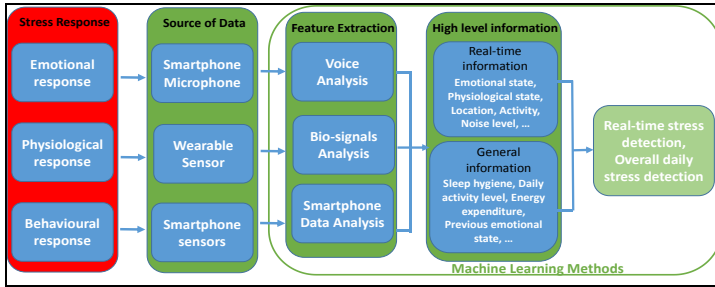 Stress Response
Emotional
response
Physiological
response
Behavioural
response
Source of Data
Smartphone
Microphone
Wearable
Sensor
Smartphone
sensors
Feature Extraction
Voice
Analysis
Bio-signals
Analysis
Smartphone
Data Analysis
High level information
Real-time
information
Emotional state,
Physiological state,
Location, Activity,
Noise level, ...
General
information
Sleep hygiene, Daily
activity level, Energy
expenditure,
Previous emotional
state, ...
Real-time stress
detection,
Overall daily
stress detection
Machine Learning Methods